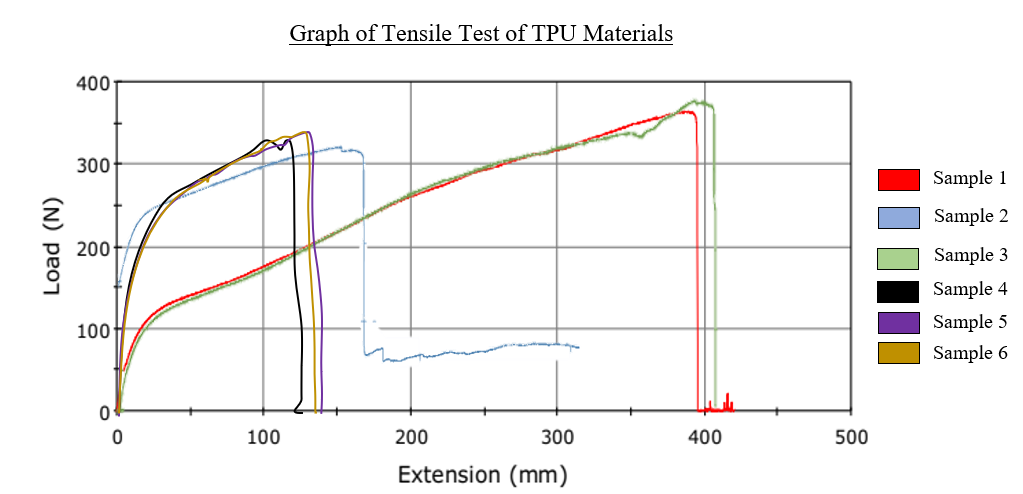 Graph of Tensile Test of TPU Materials
400
300
200
100
0
Load (N)
0 100 200 300 400 500
Extension (mm)
Sample 1
Sample 2
Sample 3
Sample 4
Sample 5
Sample 6